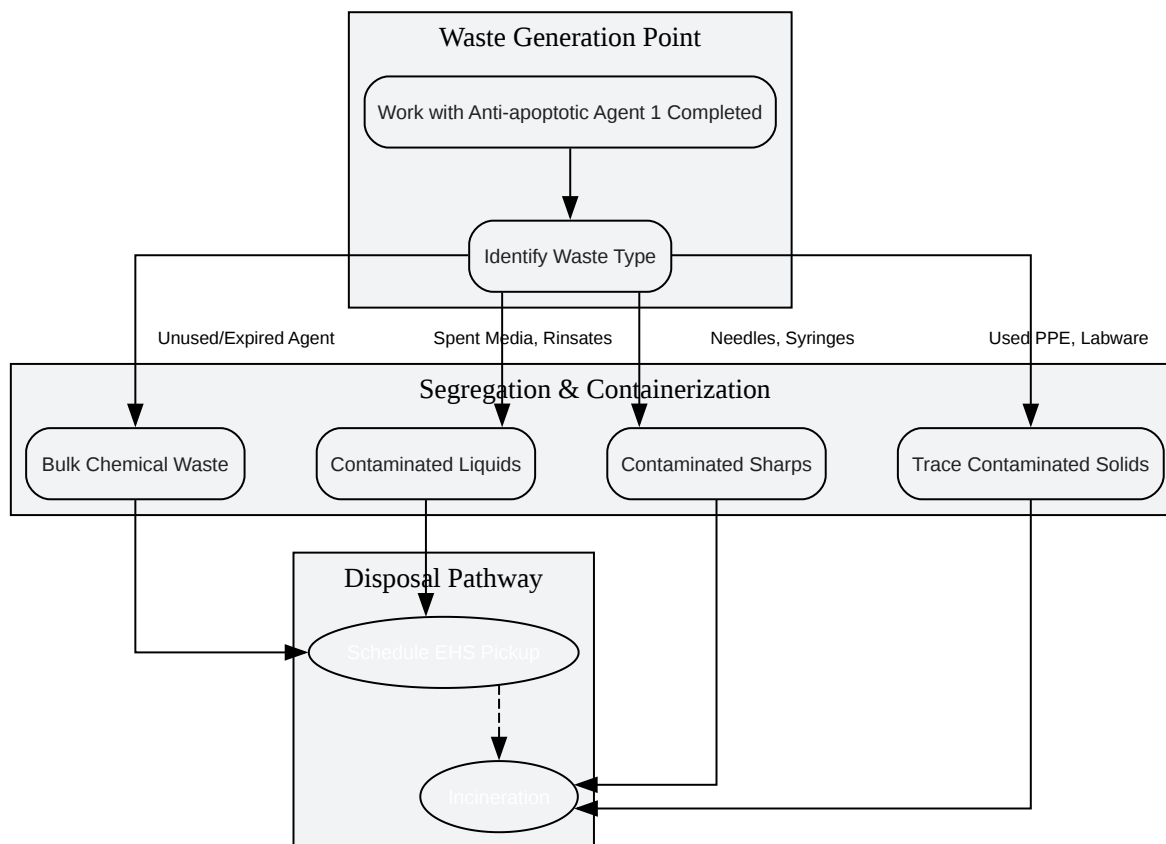 Waste Generation Point
Work with Anti-apoptotic Agent 1 Completed
Identify Waste Type
Unused/Expired Agent
Spent Media, Rinsates
Needles, Syringes
Used PPE, Labware
Segregation & Containerization
Bulk Chemical Waste
Contaminated Liquids
Contaminated Sharps
Trace Contaminated Solids
Disposal Pathway
Schedule EHS Pickup
Incineration